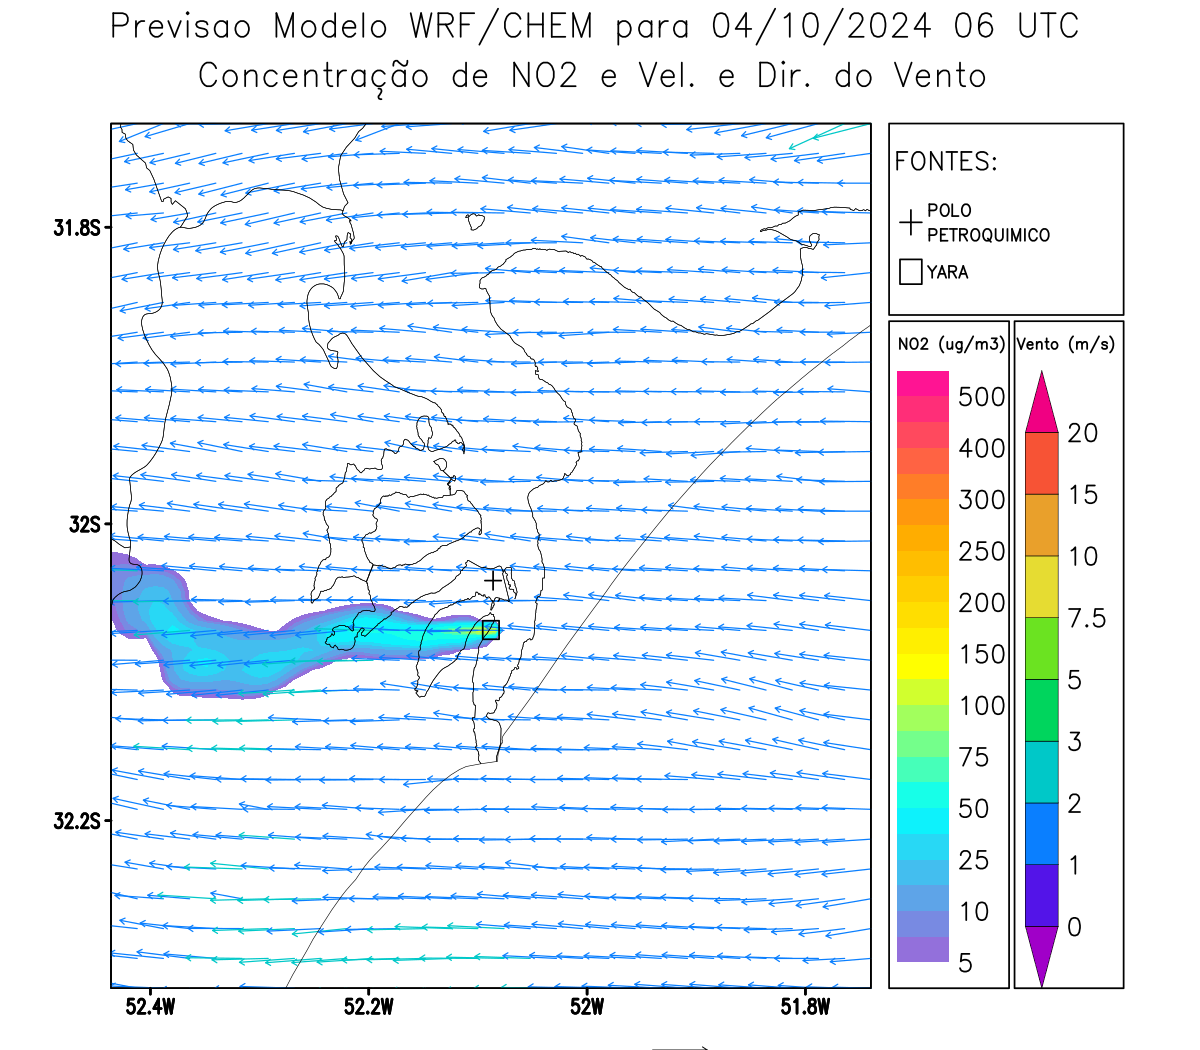 Previsao Modelo WRF/CHEM para 04/10/2024 06 UTC
Concentração de NO2 e Vel. e Dir. do Vento
FONTES:
POLO
PETROQUIMICO
YARA
NO2 (ug/m3)
500
400
300
250
200
150
100
75
50
25
10
5
Vento (m/s)
20
15
10
7.5
5
3
2
1
0
31.8S
32S
32.2S
52.4W
52.2W
52W
51.8W